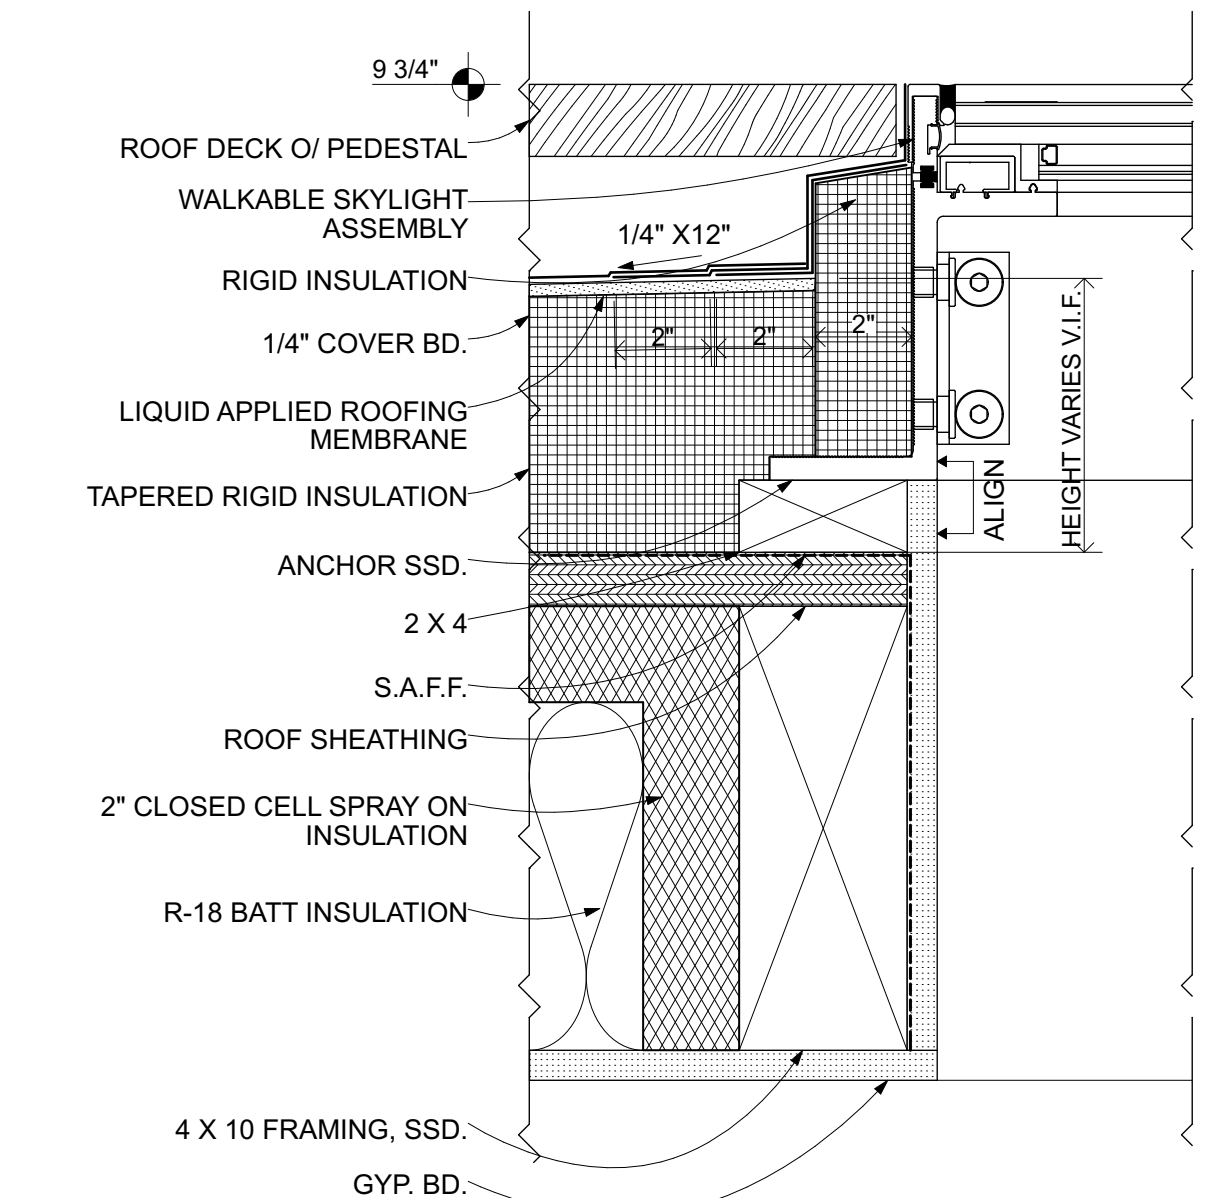 9 3/4"
ROOF DECK O/ PEDESTAL
WALKABLE SKYLIGHT
ASSEMBLY
1/4" X12"
RIGID INSULATION
1/4" COVER BD.
2"
2"
2"
LIQUID APPLIED ROOFING
MEMBRANE
TAPERED RIGID INSULATION
HEIGHT VARIES V.I.F.
ALIGN
ANCHOR SSD.
2 X 4
S.A.F.F.
ROOF SHEATHING
2" CLOSED CELL SPRAY ON
INSULATION
R-18 BATT INSULATION
4 X 10 FRAMING, SSD.
GYP. BD.